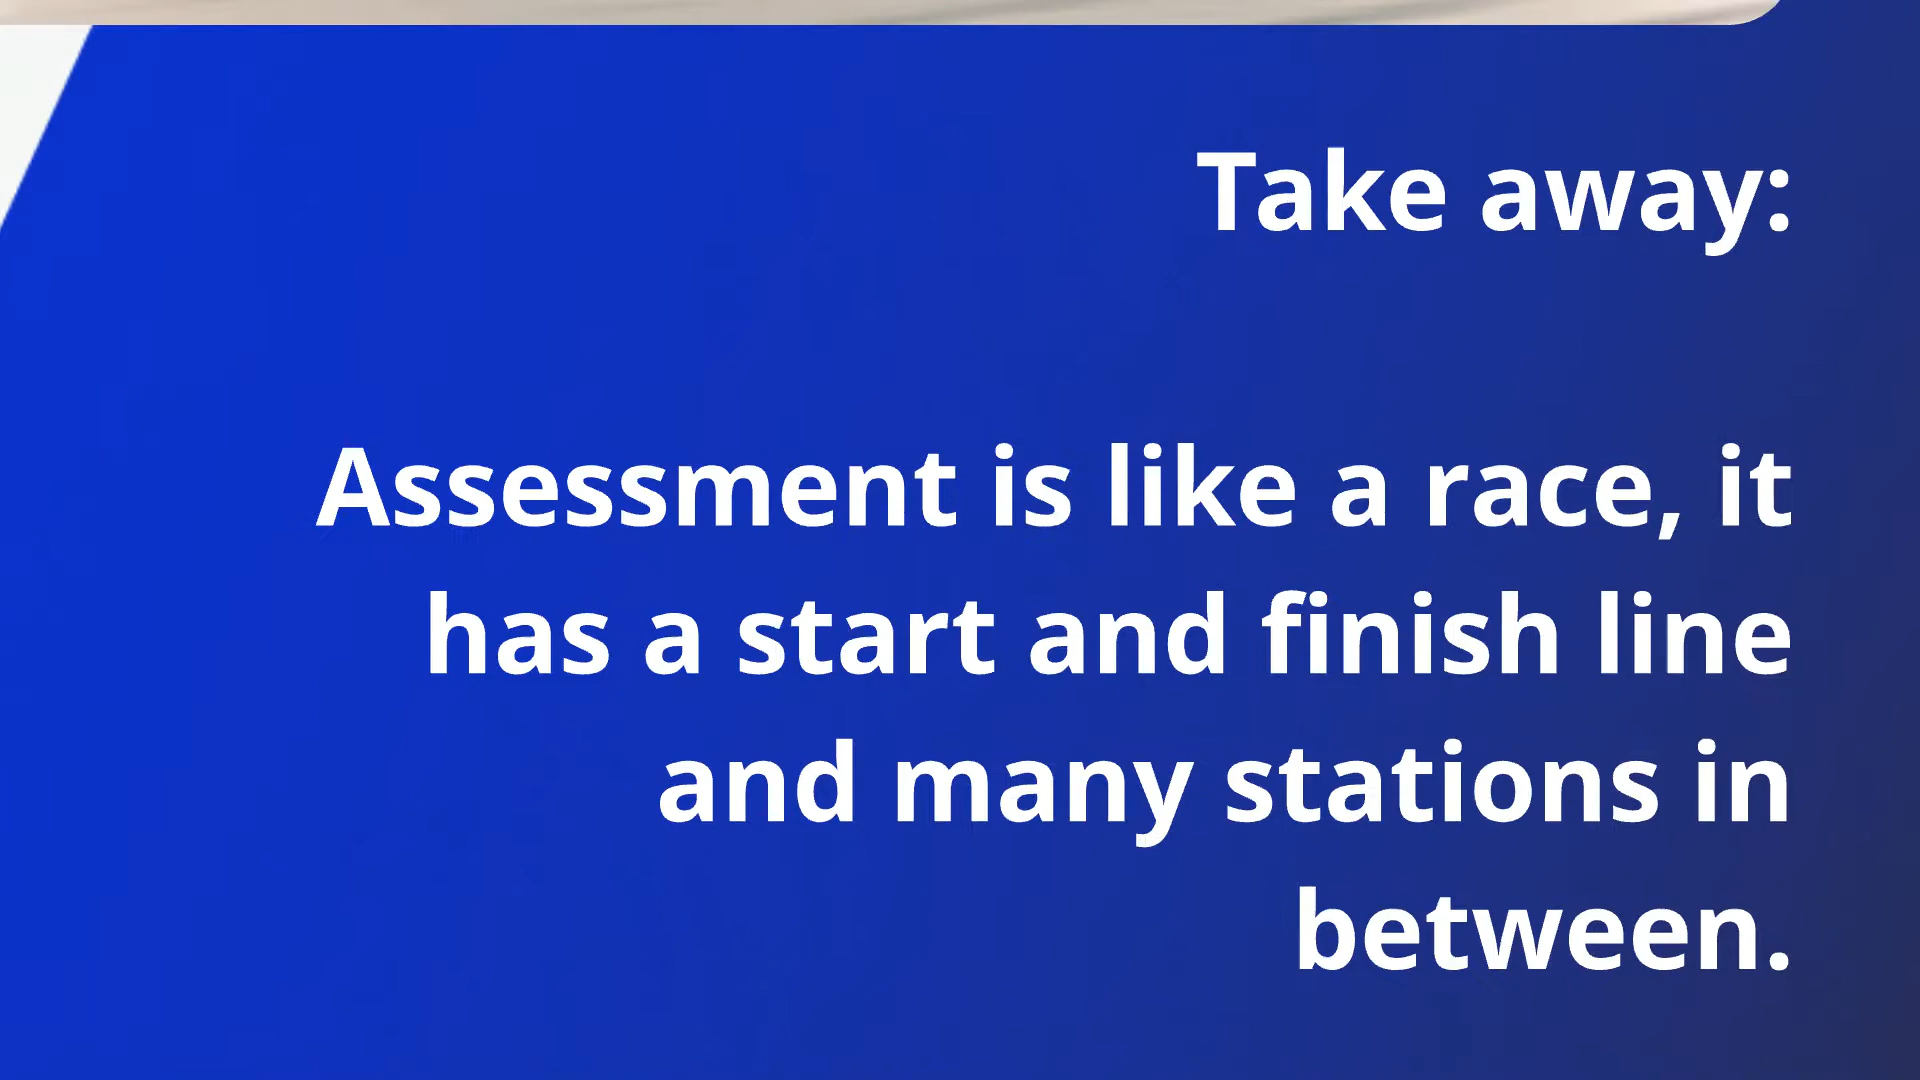 Take away:
Assessment is like a race, it
has a start and finish line
and many stations in
between.